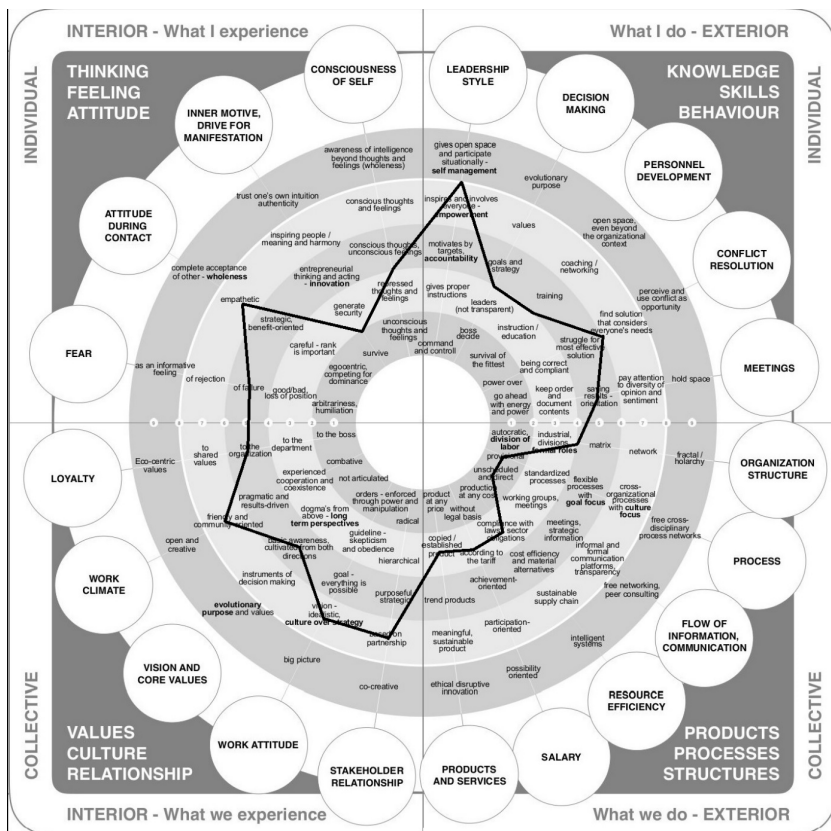 INTERIOR - What I experience
What I do - EXTERIOR
INDIVIDUAL
INDIVIDUAL
THINKING
FEELING
ATTITUDE
KNOWLEDGE
SKILLS
BEHAVIOUR
CONSCIOUSNESS
OF SELF
LEADERSHIP
STYLE
INNER MOTIVE,
DRIVE FOR
MANIFESTATION
DECISION
MAKING
PERSONNEL
DEVELOPMENT
ATTITUDE
DURING
CONTACT
CONFLICT
RESOLUTION
FEAR
MEETINGS
awareness of intelligence
beyond thoughts and
feelings (wholeness)
conscious thoughts
and feelings
conscious thoughts,
unconscious feelings
repressed
thoughts and
feelings
unconscious
thoughts and
feelings
gives open space
and participate
situationally -
self management
inspires and involves
everyone -
empowerment
motivates by
targets,
accountability
gives proper
instructions
command
and controll
trust one's own intuition
authenticity
inspiring people /
meaning and harmony
entrepreneurial
thinking and acting
- innovation
generate
security
survive
evolutionary
purpose
values
goals and
strategy
leaders
(not transparent)
boss
decide
open space,
even beyond
the organizational
context
coaching /
networking
training
instruction /
education
survival of
the fittest
complete acceptance
of other - wholeness
empathetic
strategic,
benefit-oriented
careful - rank
is important
egocentric,
competing for
dominance
perceive and
use conflict as
opportunity
find solution
that considers
everyone's needs
struggle for
most effective
solution
being correct and
compliant
power over
as an informative
feeling
of rejection
of failure
good/bad,
loss of position
arbitrariness,
humiliation
hold space
pay attention
to diversity of
opinion and
sentiment
saving
results -
orientation
keep order
and
document
contents
go ahead
with energy
and power
LOYALTY
ORGANIZATION
STRUCTURE
WORK
CLIMATE
PROCESS
VISION AND
CORE VALUES
FLOW OF
INFORMATION,
COMMUNICATION
WORK ATTITUDE
RESOURCE
EFFICIENCY
STAKEHOLDER
RELATIONSHIP
PRODUCTS
AND SERVICES
SALARY
Eco-centric
values
to
shared
values
to the
organization
to the
department
to the boss
autocratic,
division of
labor
provisional
industrial,
divisions,
formal roles
matrix
network
fractal /
holarchy
open and
creative
friendly and
community-oriented
pragmatic and
results-driven
experienced
cooperation and
coexistence
combative
unscheduled
and direct
standardized
processes
flexible
processes
with
goal focus
cross-
organizational
processes
with culture
focus
free cross-
disciplinary
process networks
evolutionary
purpose and values
instruments of
decision making
basic awareness,
cultivated from both
directions
dogma's from
above - long
term perspectives
not articulated
production
at any cost
working groups,
meetings
meetings,
strategic
information
informal and
formal
communication
platforms,
transparency
free networking,
peer consulting
big picture
vision -
idealistic,
culture over strategy
goal -
everything is
possible
guideline -
skepticism
and obedience
orders - enforced
through power and
manipulation
without
legal basis
compliance with
laws / sector
obligations
cost efficiency
and material
alternatives
sustainable
supply chain
intelligent
systems
co-creative
based on
partnership
purposeful,
strategic
hierarchical
radical
product
at any
price
copied /
established
product
according to
the tariff
trend products
achievement-
oriented
participation-
oriented
possibility
oriented
meaningful,
sustainable
product
ethical disruptive
innovation
COLLECTIVE
COLLECTIVE
VALUES
CULTURE
RELATIONSHIP
PRODUCTS
PROCESSES
STRUCTURES
INTERIOR - What we experience
What we do - EXTERIOR